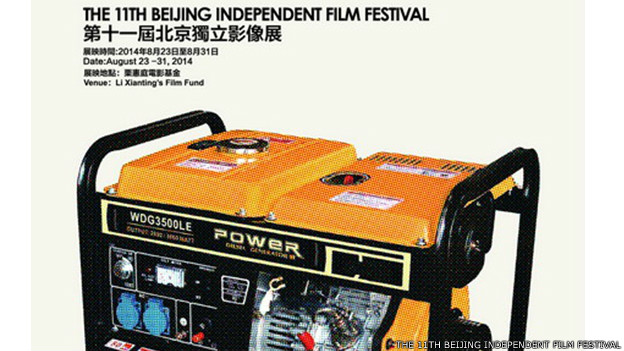 THE 11TH BEIJING INDEPENDENT FILM FESTIVAL
第十一屆北京獨立影像展
展映時間:2014年8月23日至8月31日
Date:August 23 –31, 2014
展映地點：栗憲庭電影基金
Venue：Li Xianting's Film Fund
WDG3500LE
POWER
THE 11TH BEIJING INDEPENDENT FILM FESTIVAL